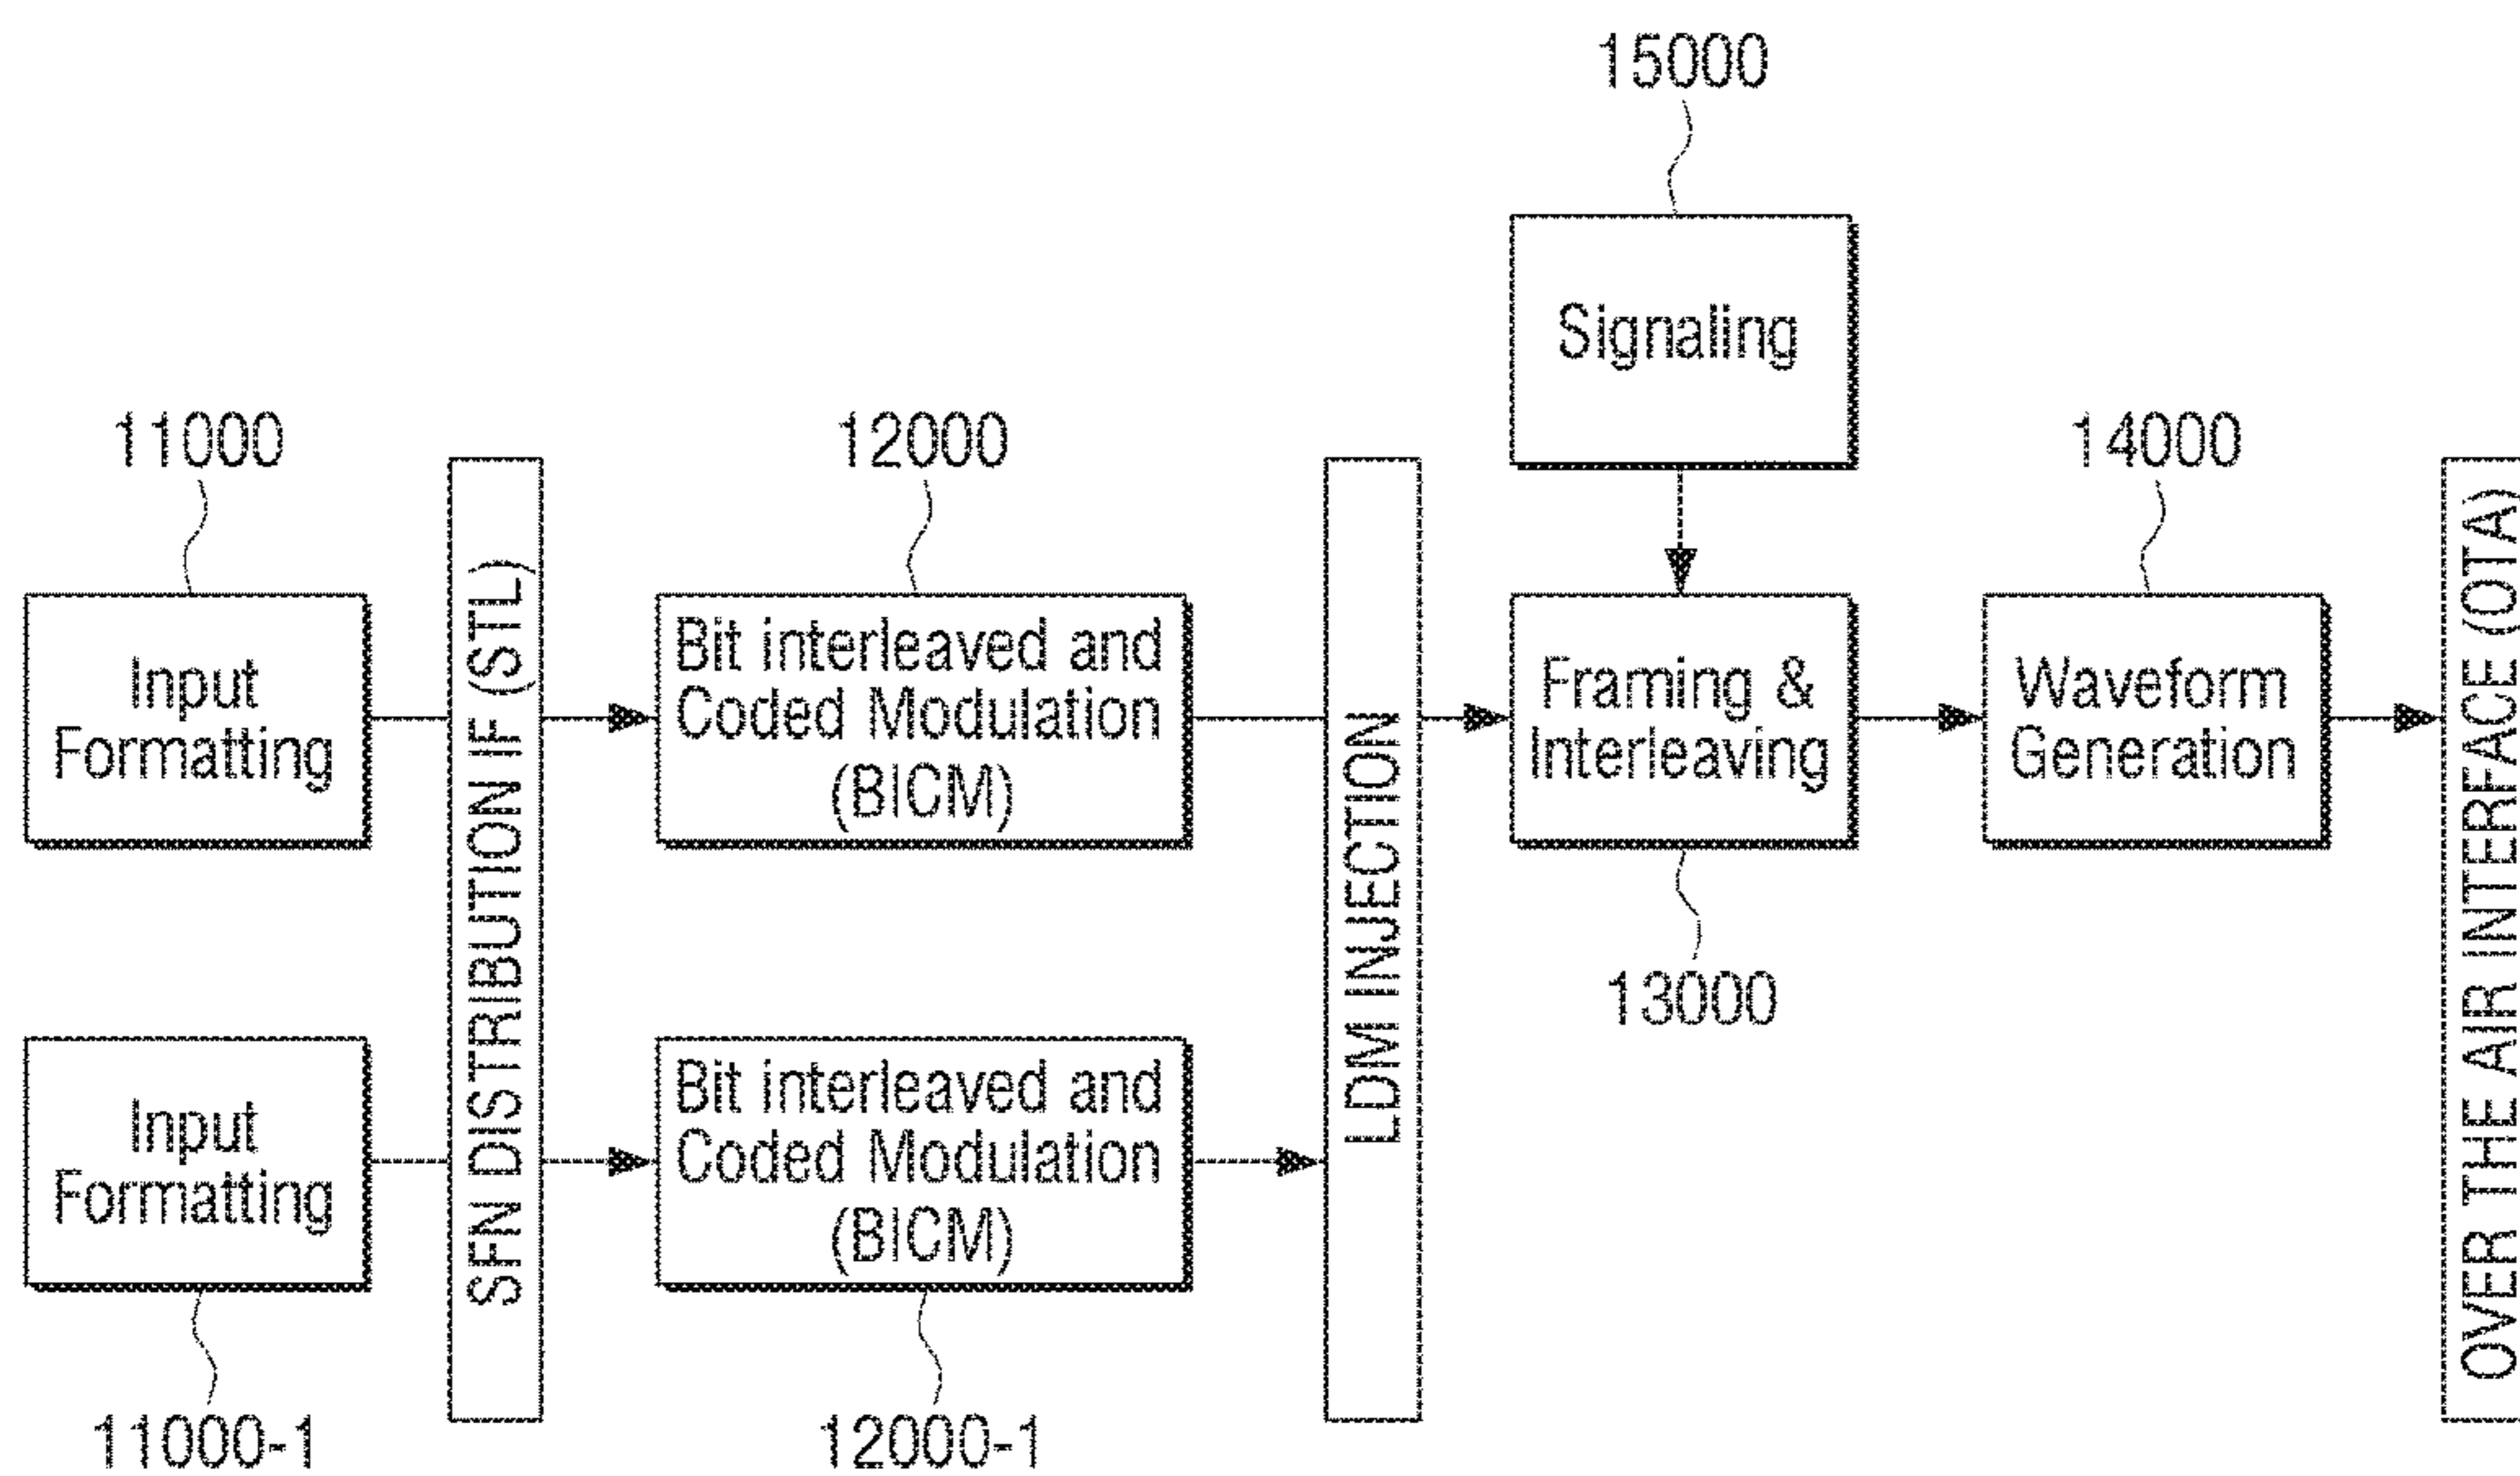 15000
Signaling
11000
12000
14000
Input
Formatting
SFN DISTRIBUTION IF (STL)
Bit interleaved and
Coded Modulation
(BICM)
LDM INJECTION
Framing &
Interleaving
Waveform
Generation
OVER THE AIR INTERFACE (OTA)
13000
Input
Formatting
Bit interleaved and
Coded Modulation
(BICM)
11000-1
12000-1